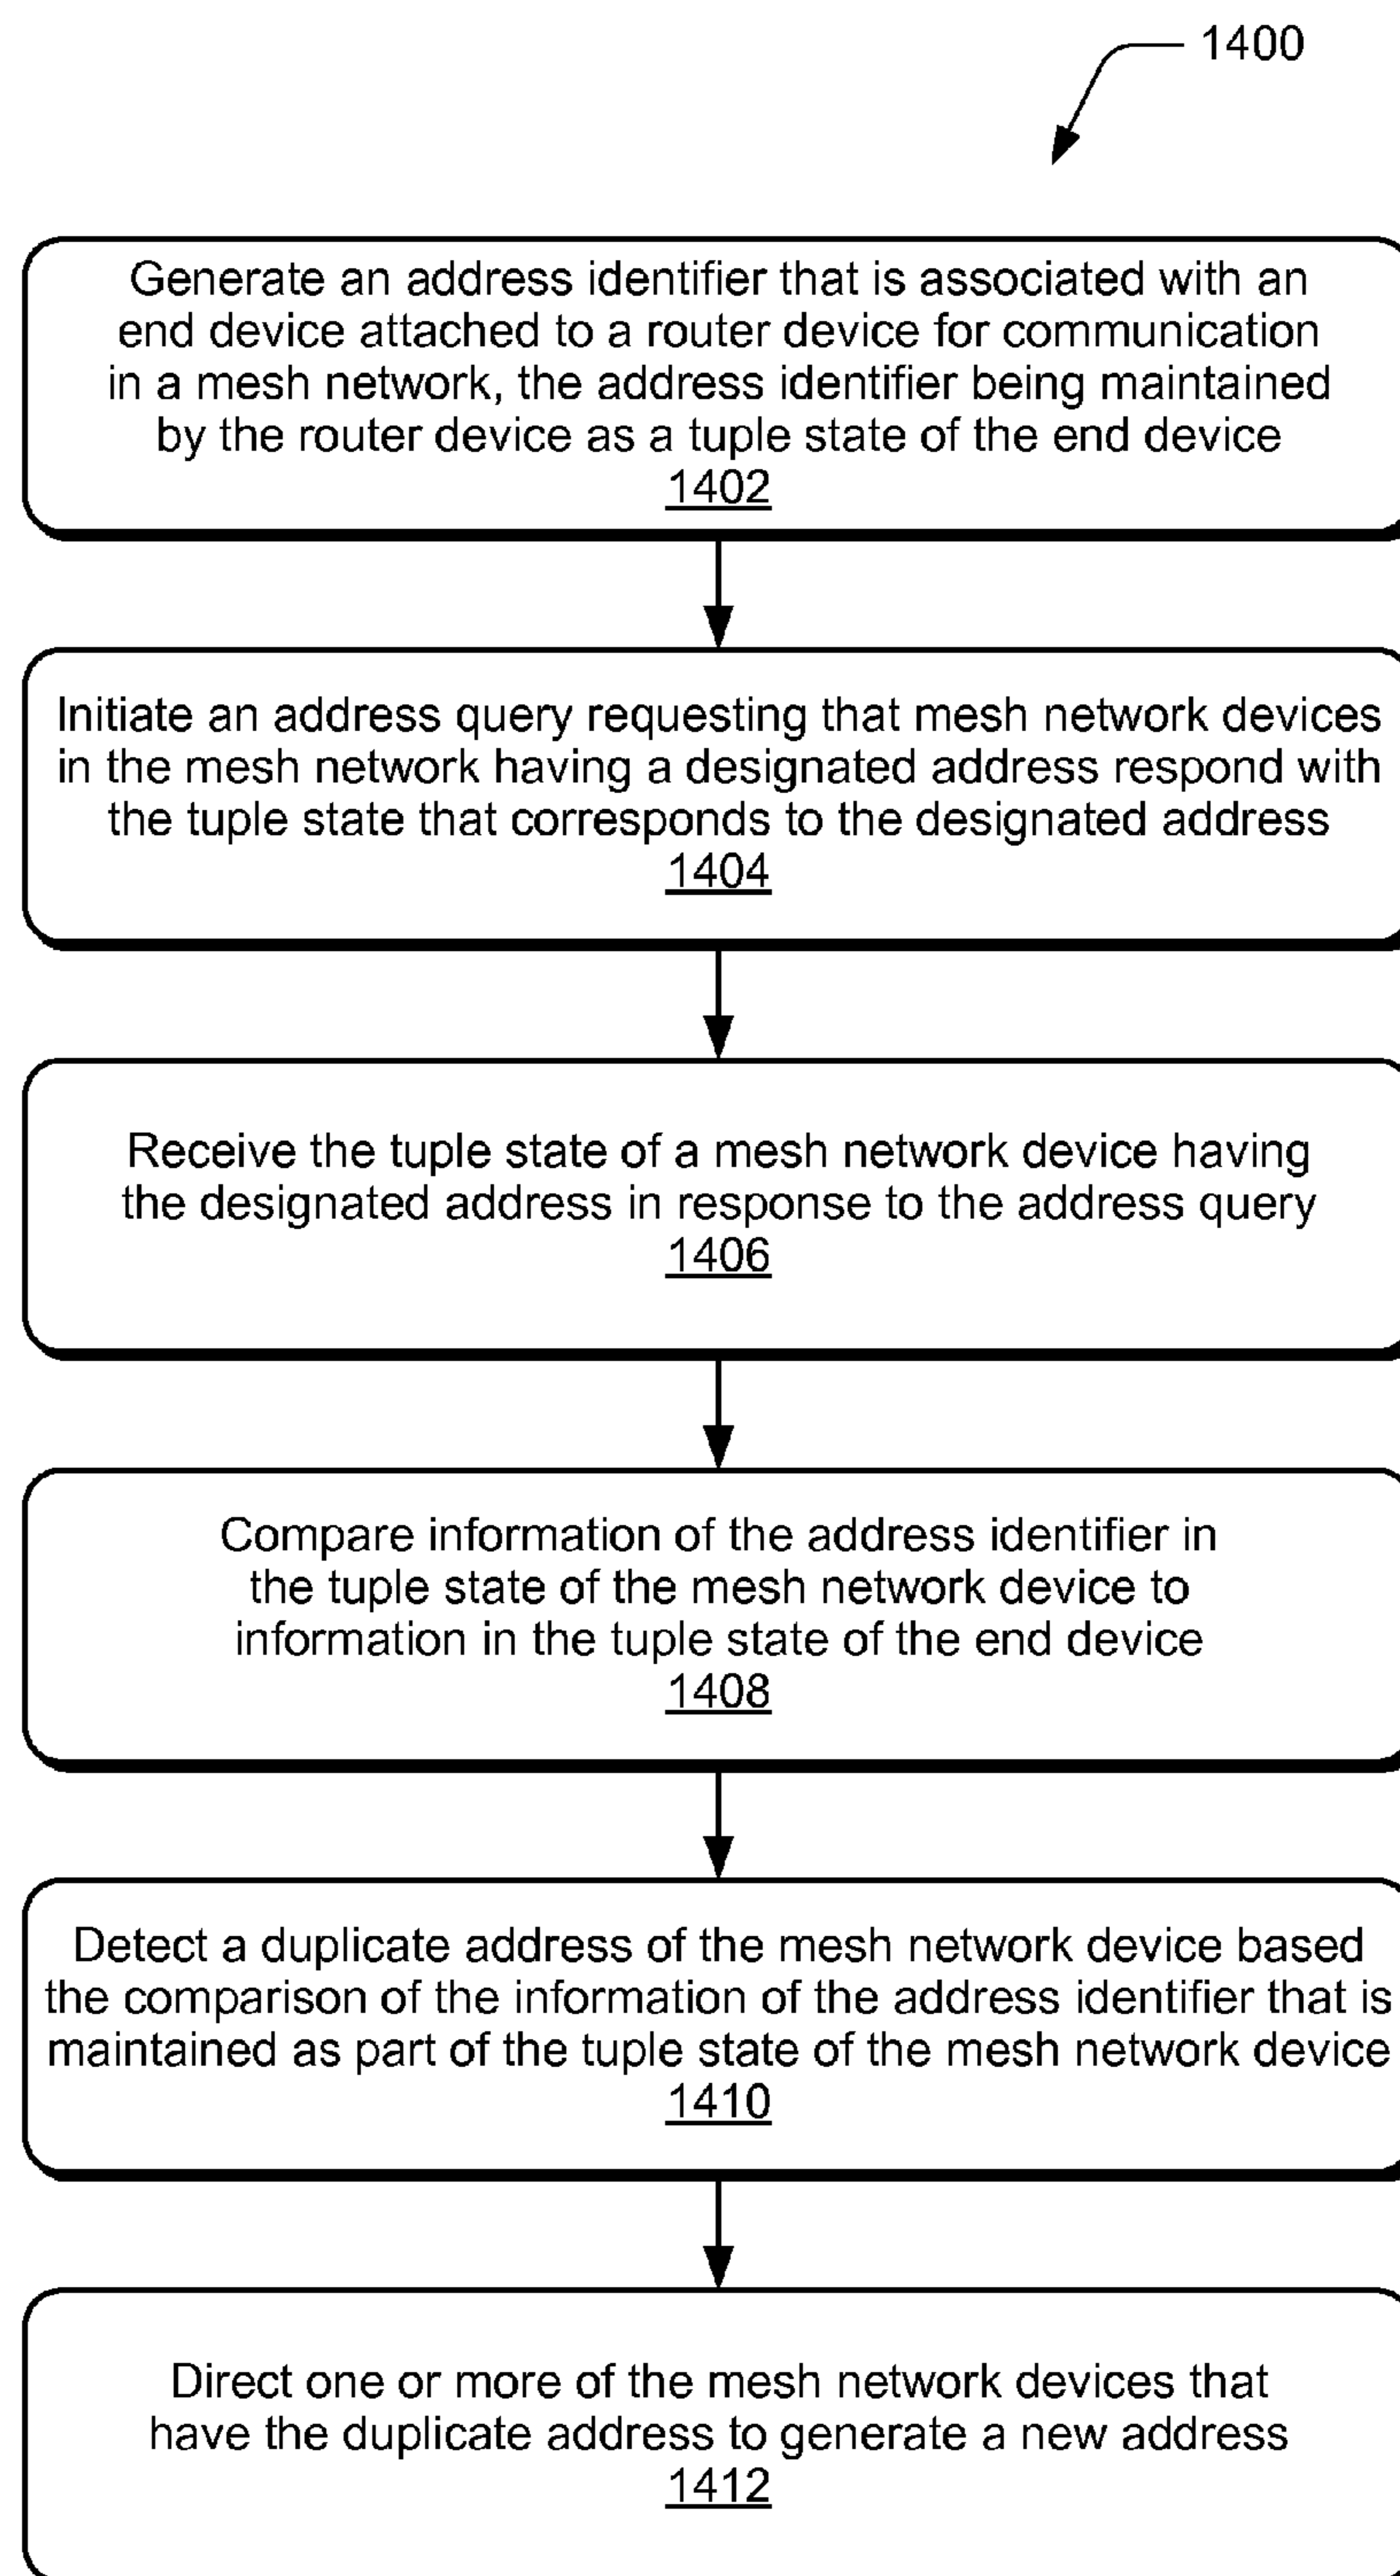 1400
Generate an address identifier that is associated with an
end device attached to a router device for communication
in a mesh network, the address identifier being maintained
by the router device as a tuple state of the end device
1402
Initiate an address query requesting that mesh network devices
in the mesh network having a designated address respond with
the tuple state that corresponds to the designated address
1404
Receive the tuple state of a mesh network device having
the designated address in response to the address query
1406
Compare information of the address identifier in
the tuple state of the mesh network device to
information in the tuple state of the end device
1408
Detect a duplicate address of the mesh network device based
the comparison of the information of the address identifier that is
maintained as part of the tuple state of the mesh network device
1410
Direct one or more of the mesh network devices that
have the duplicate address to generate a new address
1412